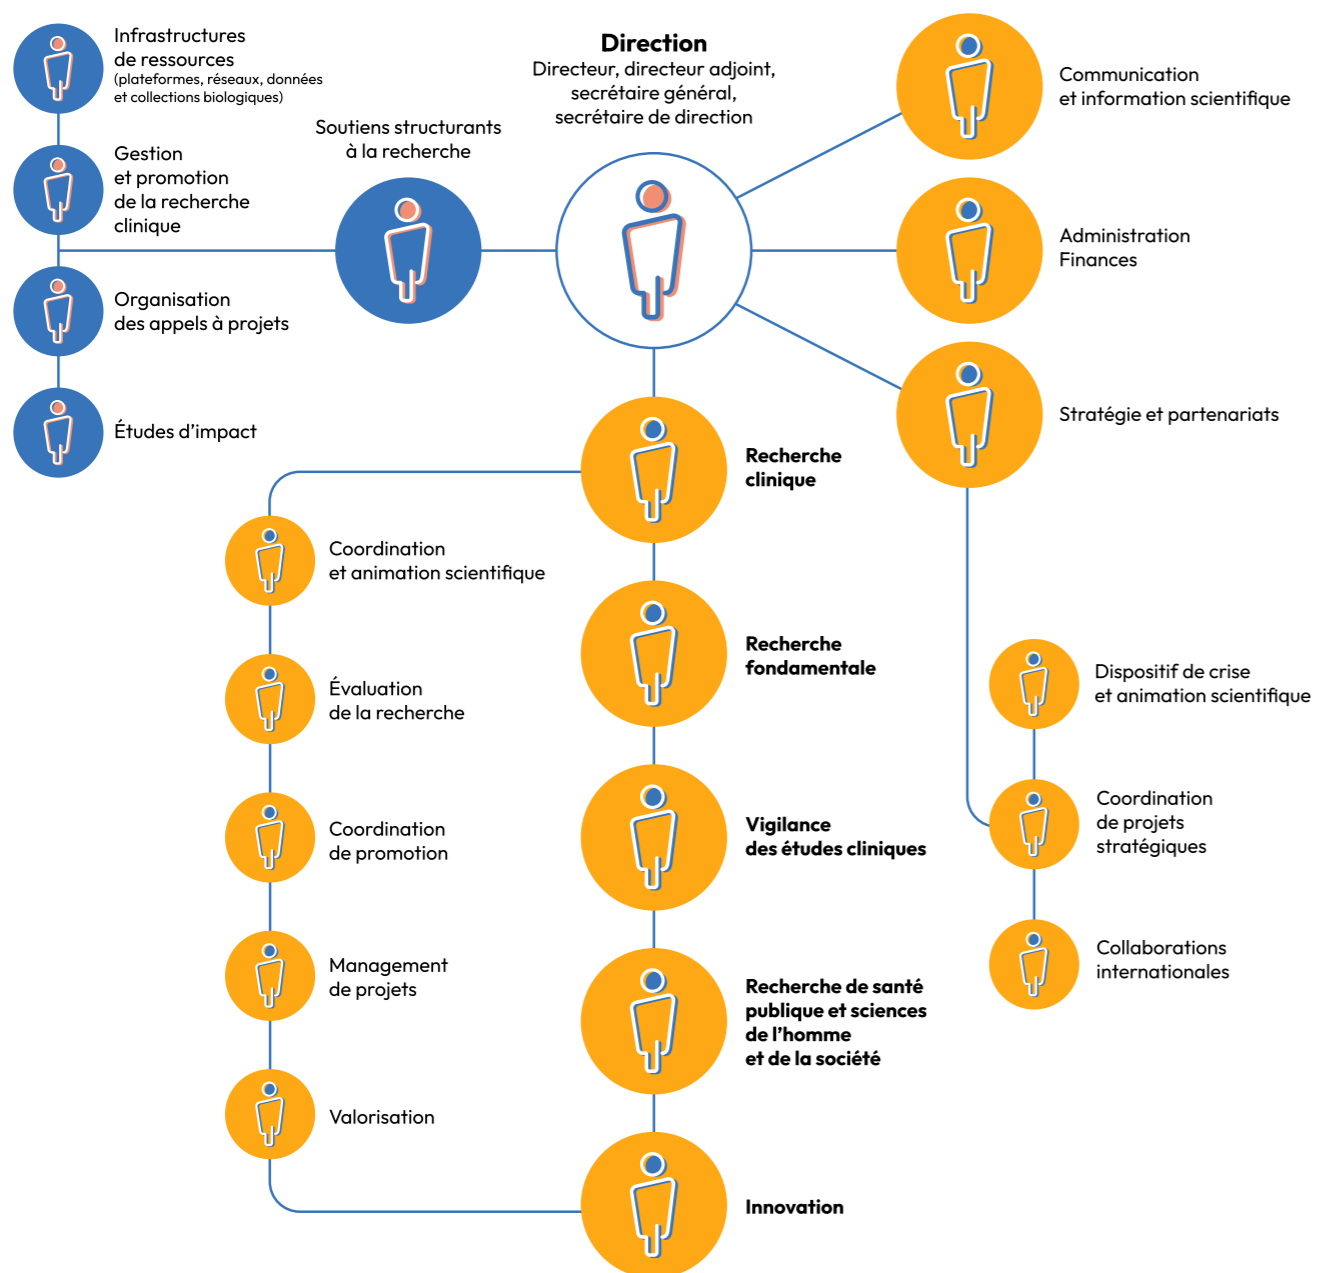 Infrastructures
de ressources
(plateformes, réseaux, données
et collections biologiques)
Gestion
et promotion
de la recherche
clinique
Organisation
des appels à projets
Études d’impact
Soutiens structurants
à la recherche
Direction
Directeur, directeur adjoint,
secrétaire général,
secrétaire de direction
Communication
et information scientifique
Administration
Finances
Stratégie et partenariats
Dispositif de crise
et animation scientifique
Coordination
de projets
stratégiques
Collaborations
internationales
Recherche
clinique
Recherche
fondamentale
Vigilance
des études cliniques
Recherche de santé
publique et sciences
de l’homme
et de la société
Innovation
Coordination
et animation scientifique
Évaluation
de la recherche
Coordination
de promotion
Management
de projets
Valorisation